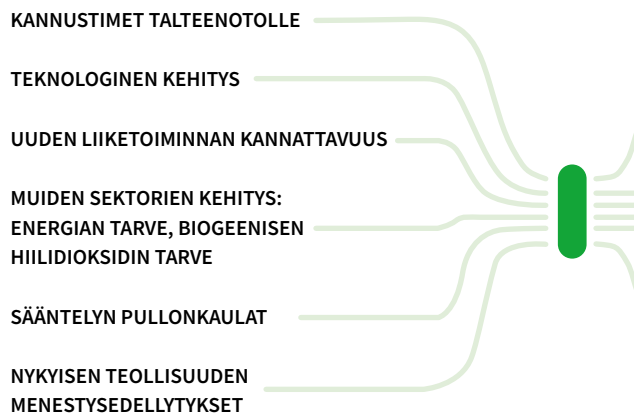 KANNUSTIMET TALTEENOTOLLE
TEKNOLOGINEN KEHITYS
UUDEN LIIKETOIMINNAN KANNATTAVUUS
MUIDEN SEKTORIEN KEHITYS:
ENERGIAN TARVE, BIOGEENISEN
HIILIDIOKSIDIN TARVE
SÄÄNTELYN PULLONKAULAT
NYKYISEN TEOLLISUUDEN
MENESTYSEDELLYTYKSET